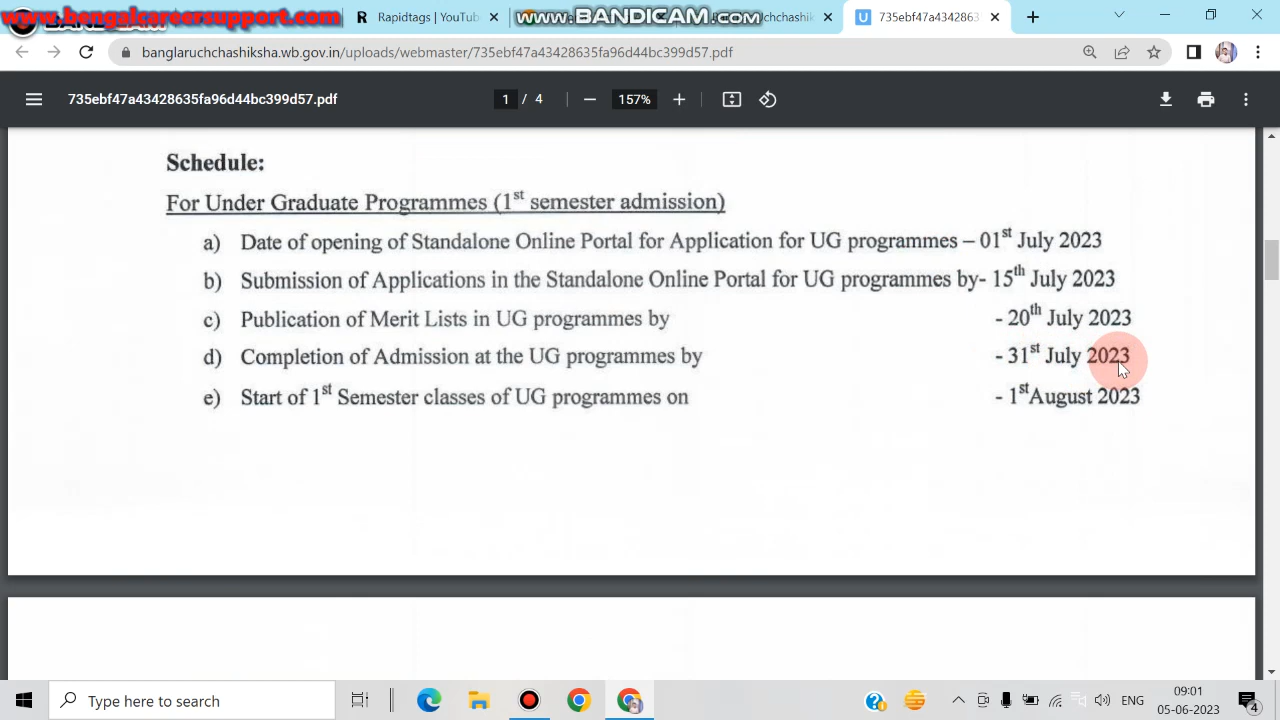 www.bengalcareersupport.com
Rapidtags | YouTub
www.BANDICAM.com
chchashik
735ebf47a43428635
banglaruchchashiksha.wb.gov.in/uploads/webmaster/735ebf47a43428635fa96d44bc399d57.pdf
735ebf47a43428635fa96d44bc399d57.pdf
1 / 4
157%
Schedule:
For Under Graduate Programmes (1st semester admission)
a) Date of opening of Standalone Online Portal for Application for UG programmes – 01st July 2023
b) Submission of Applications in the Standalone Online Portal for UG programmes by- 15th July 2023
c) Publication of Merit Lists in UG programmes by - 20th July 2023
d) Completion of Admission at the UG programmes by - 31st July 2023
e) Start of 1st Semester classes of UG programmes on - 1stAugust 2023
Type here to search
ENG
09:01
05-06-2023
4